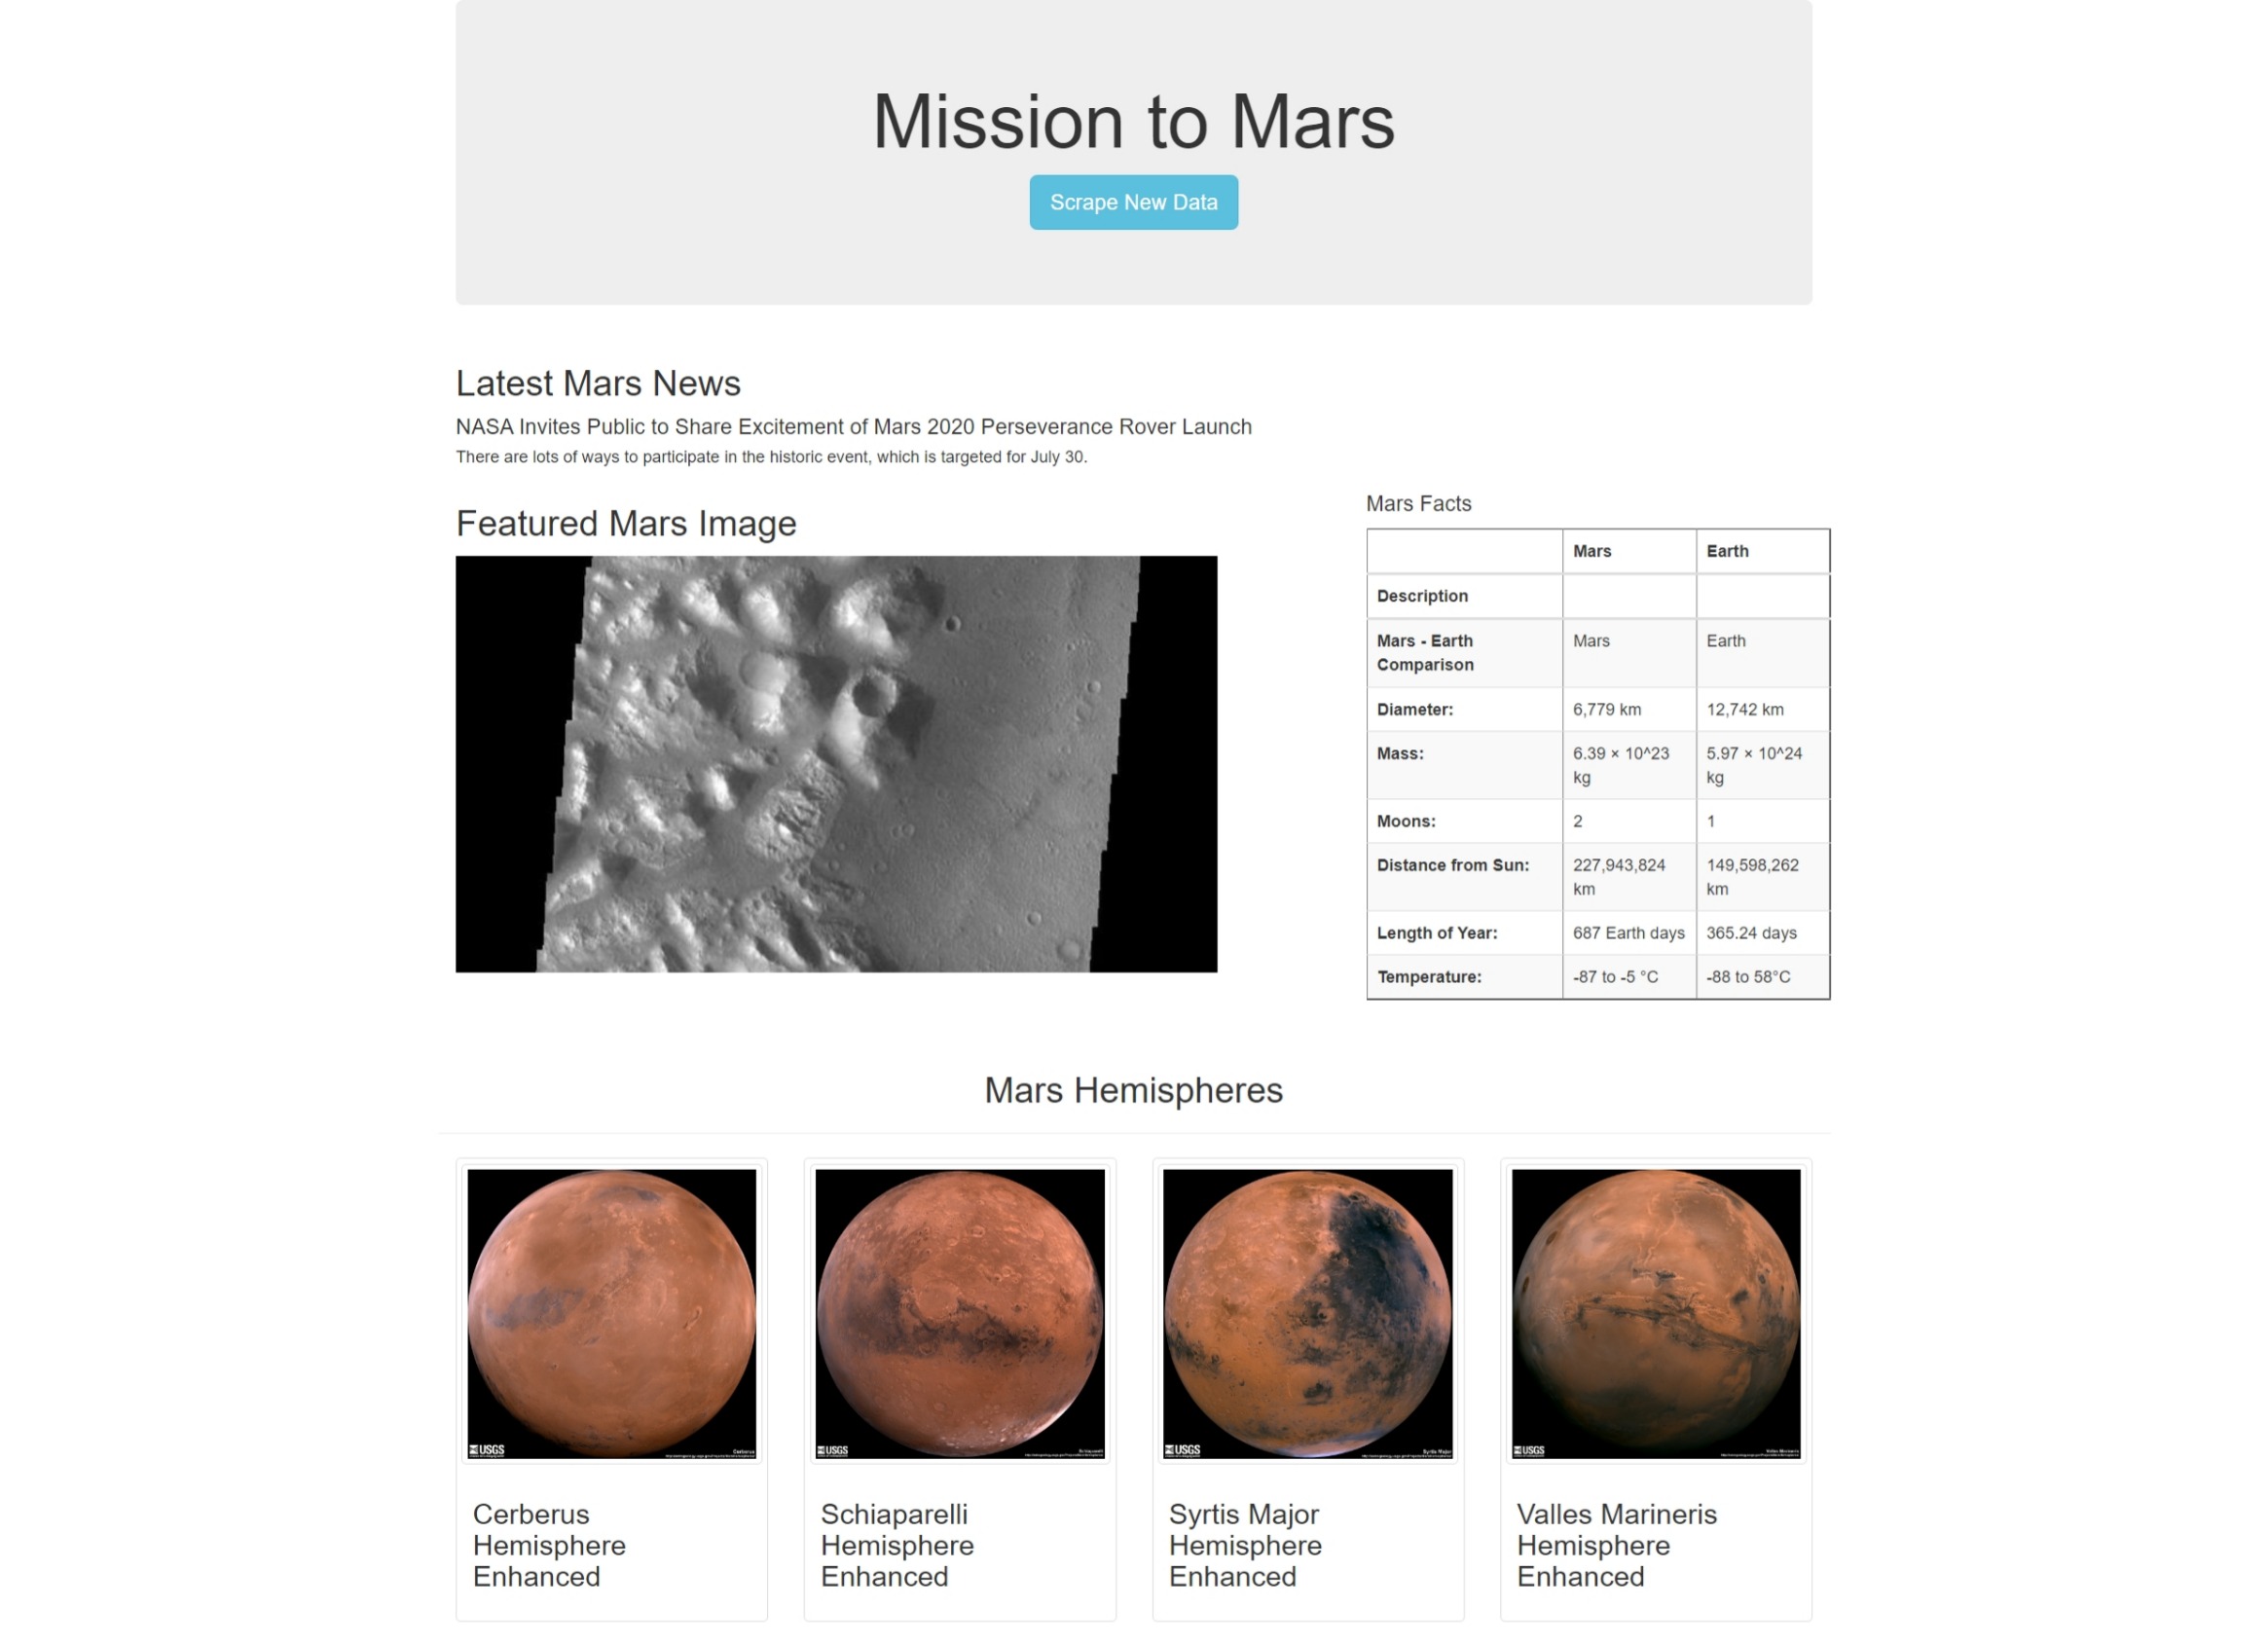 Mission to Mars
Scrape New Data
Latest Mars News
NASA Invites Public to Share Excitement of Mars 2020 Perseverance Rover Launch
There are lots of ways to participate in the historic event, which is targeted for July 30.
Featured Mars Image
Mars Facts
Mars Earth
Description
Mars - Earth Mars Earth
Comparison
Diameter: 6,779 km 12,742 km
Mass: 6.39 × 10^23 5.97 × 10^24
kg kg
Moons: 2 1
Distance from Sun: 227,943,824 149,598,262
km km
Length of Year: 687 Earth days 365.24 days
Temperature: -87 to -5 °C -88 to 58°C
Mars Hemispheres
USGS Cerberus
USGS Schiaparelli
USGS Syrtis Major
USGS Valles Marineris
Cerberus
Hemisphere
Enhanced
Schiaparelli
Hemisphere
Enhanced
Syrtis Major
Hemisphere
Enhanced
Valles Marineris
Hemisphere
Enhanced